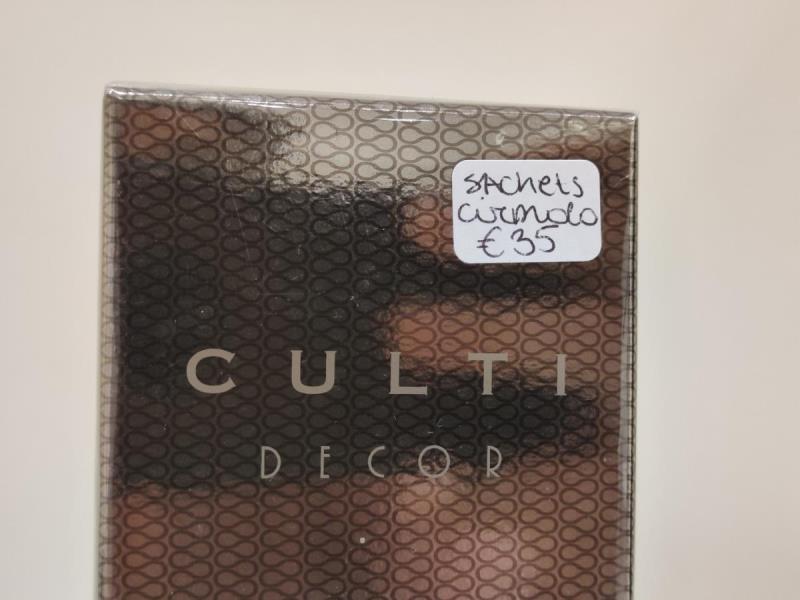 SAchets
Cirmolo
€35
CULTI
DECOR